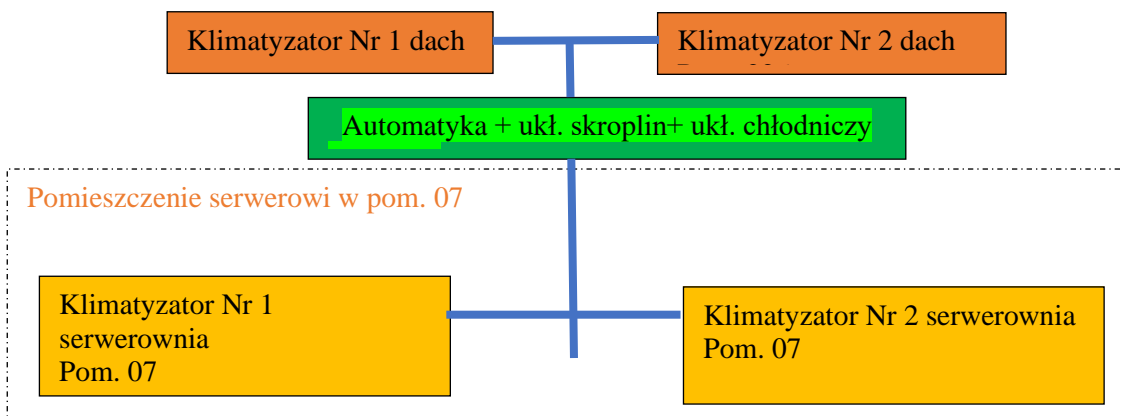 Klimatyzator Nr 1 dach
Klimatyzator Nr 2 dach
Automatyka + ukł. skroplin+ ukł. chłodniczy
Pomieszczenie serwerowi w pom. 07
Klimatyzator Nr 1
serwerownia
Pom. 07
Klimatyzator Nr 2 serwerownia
Pom. 07